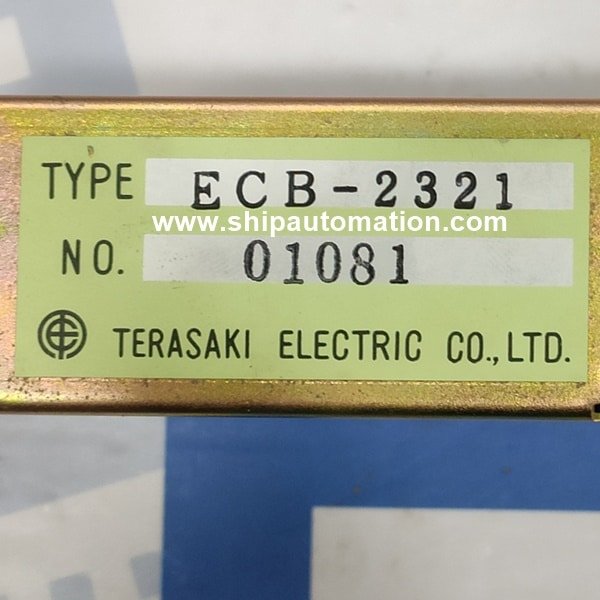 TYPE ECB-2321
www.shipautomation.com
NO. 01081
TERASAKI ELECTRIC CO., LTD.